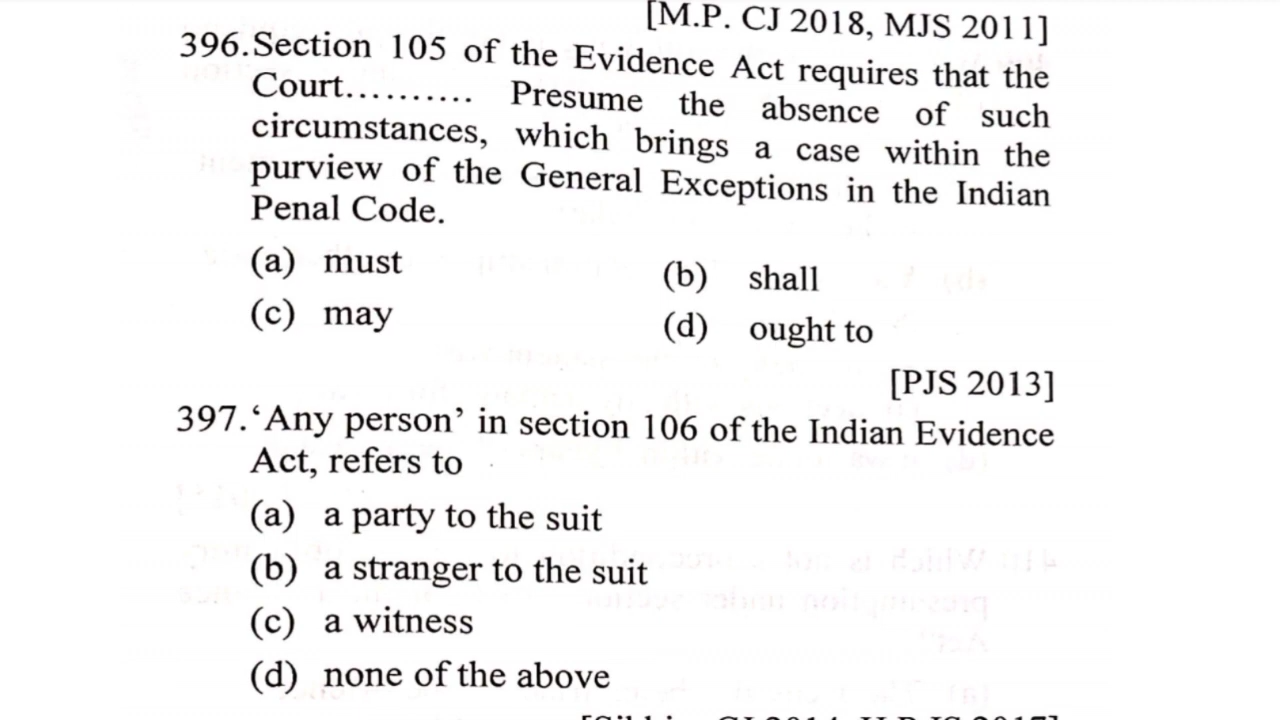 [M.P. CJ 2018, MJS 2011]
396.Section 105 of the Evidence Act requires that the
Court.......... Presume the absence of such
circumstances, which brings a case within the
purview of the General Exceptions in the Indian
Penal Code.
(a) must
(b) shall
(c) may
(d) ought to
[PJS 2013]
397.‘Any person’ in section 106 of the Indian Evidence
Act, refers to
(a) a party to the suit
(b) a stranger to the suit
(c) a witness
(d) none of the above